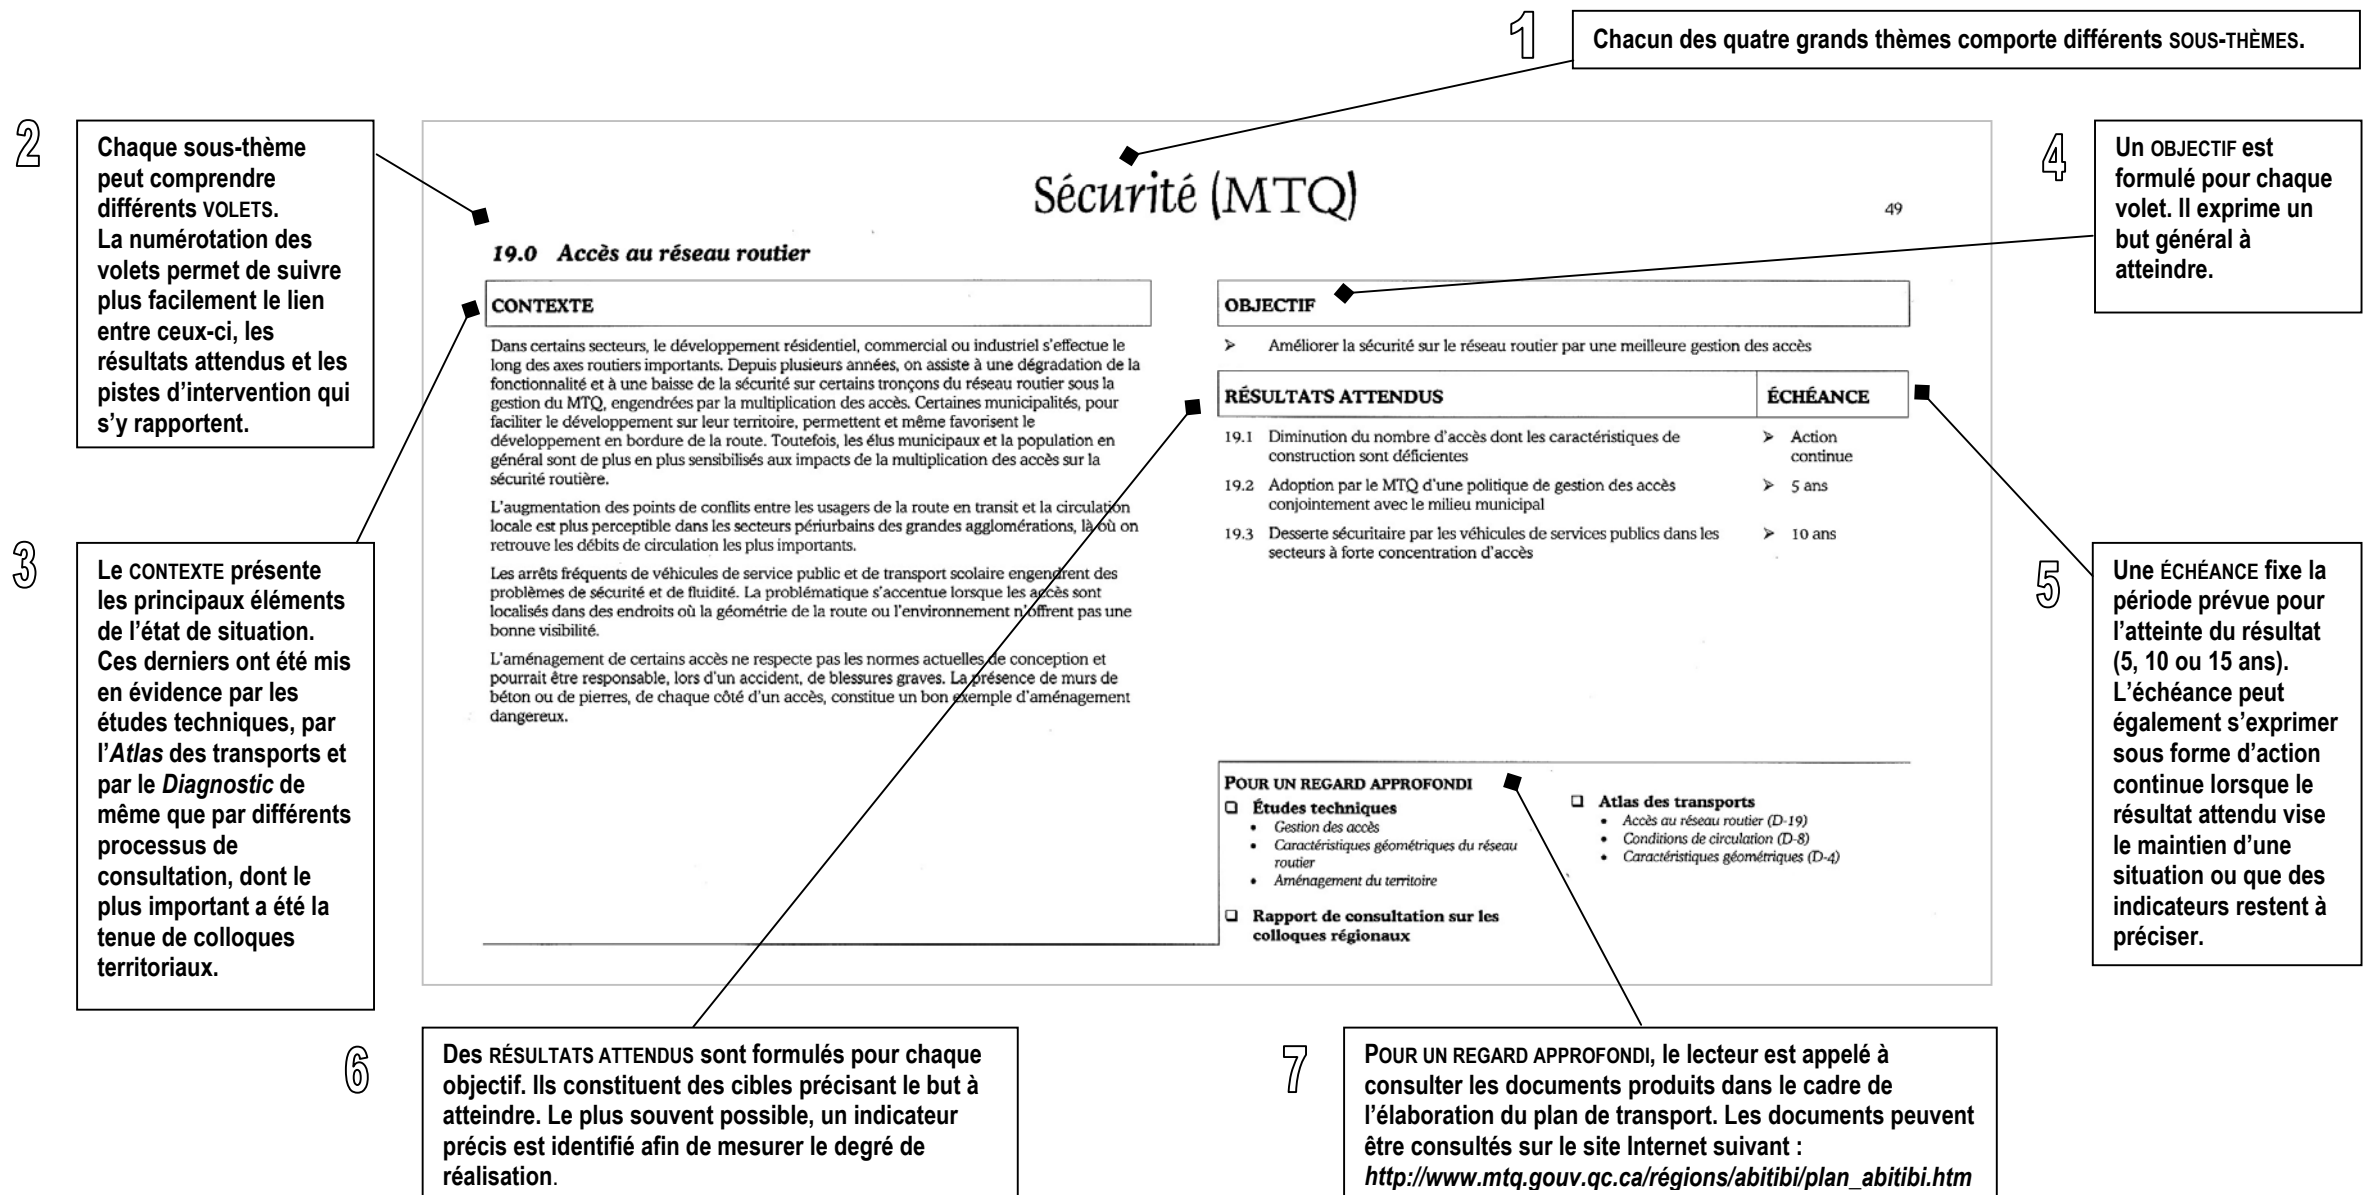 1
Chacun des quatre grands thèmes comporte différents SOUS-THÈMES.
2
Chaque sous-thème
peut comprendre
différents VOLETS.
La numérotation des
volets permet de suivre
plus facilement le lien
entre ceux-ci, les
résultats attendus et les
pistes d'intervention qui
s'y rapportent.
3
Le CONTEXTE présente
les principaux éléments
de l'état de situation.
Ces derniers ont été mis
en évidence par les
études techniques, par
l'Atlas des transports et
par le Diagnostic de
même que par différents
processus de
consultation, dont le
plus important a été la
tenue de colloques
territoriaux.
Sécurité (MTQ)
49
19.0 Accès au réseau routier
CONTEXTE
Dans certains secteurs, le développement résidentiel, commercial ou industriel s'effectue le
long des axes routiers importants. Depuis plusieurs années, on assiste à une dégradation de la
fonctionnalité et à une baisse de la sécurité sur certains tronçons du réseau routier sous la
gestion du MTQ, engendrées par la multiplication des accès. Certaines municipalités, pour
faciliter le développement sur leur territoire, permettent et même favorisent le
développement en bordure de la route. Toutefois, les élus municipaux et la population en
général sont de plus en plus sensibilisés aux impacts de la multiplication des accès sur la
sécurité routière.
L'augmentation des points de conflits entre les usagers de la route en transit et la circulation
locale est plus perceptible dans les secteurs périurbains des grandes agglomérations, là où on
retrouve les débits de circulation les plus importants.
Les arrêts fréquents de véhicules de service public et de transport scolaire engendrent des
problèmes de sécurité et de fluidité. La problématique s'accentue lorsque les accès sont
localisés dans des endroits où la géométrie de la route ou l'environnement n'offrent pas une
bonne visibilité.
L'aménagement de certains accès ne respecte pas les normes actuelles de conception et
pourrait être responsable, lors d'un accident, de blessures graves. La présence de murs de
béton ou de pierres, de chaque côté d'un accès, constitue un bon exemple d'aménagement
dangereux.
OBJECTIF
➢ Améliorer la sécurité sur le réseau routier par une meilleure gestion des accès
RÉSULTATS ATTENDUS ÉCHÉANCE
19.1 Diminution du nombre d'accès dont les caractéristiques de ➢ Action
construction sont déficientes continue
19.2 Adoption par le MTQ d'une politique de gestion des accès ➢ 5 ans
conjointement avec le milieu municipal
19.3 Desserte sécuritaire par les véhicules de services publics dans les ➢ 10 ans
secteurs à forte concentration d'accès
POUR UN REGARD APPROFONDI
❑ Études techniques
• Gestion des accès
• Caractéristiques géométriques du réseau
routier
• Aménagement du territoire
❑ Rapport de consultation sur les
colloques régionaux
❑ Atlas des transports
• Accès au réseau routier (D-19)
• Conditions de circulation (D-8)
• Caractéristiques géométriques (D-4)
4
Un OBJECTIF est
formulé pour chaque
volet. Il exprime un
but général à
atteindre.
5
Une ÉCHÉANCE fixe la
période prévue pour
l'atteinte du résultat
(5, 10 ou 15 ans).
L'échéance peut
également s'exprimer
sous forme d'action
continue lorsque le
résultat attendu vise
le maintien d'une
situation ou que des
indicateurs restent à
préciser.
6
Des RÉSULTATS ATTENDUS sont formulés pour chaque
objectif. Ils constituent des cibles précisant le but à
atteindre. Le plus souvent possible, un indicateur
précis est identifié afin de mesurer le degré de
réalisation.
7
POUR UN REGARD APPROFONDI, le lecteur est appelé à
consulter les documents produits dans le cadre de
l'élaboration du plan de transport. Les documents peuvent
être consultés sur le site Internet suivant :
http://www.mtq.gouv.qc.ca/régions/abitibi/plan_abitibi.htm